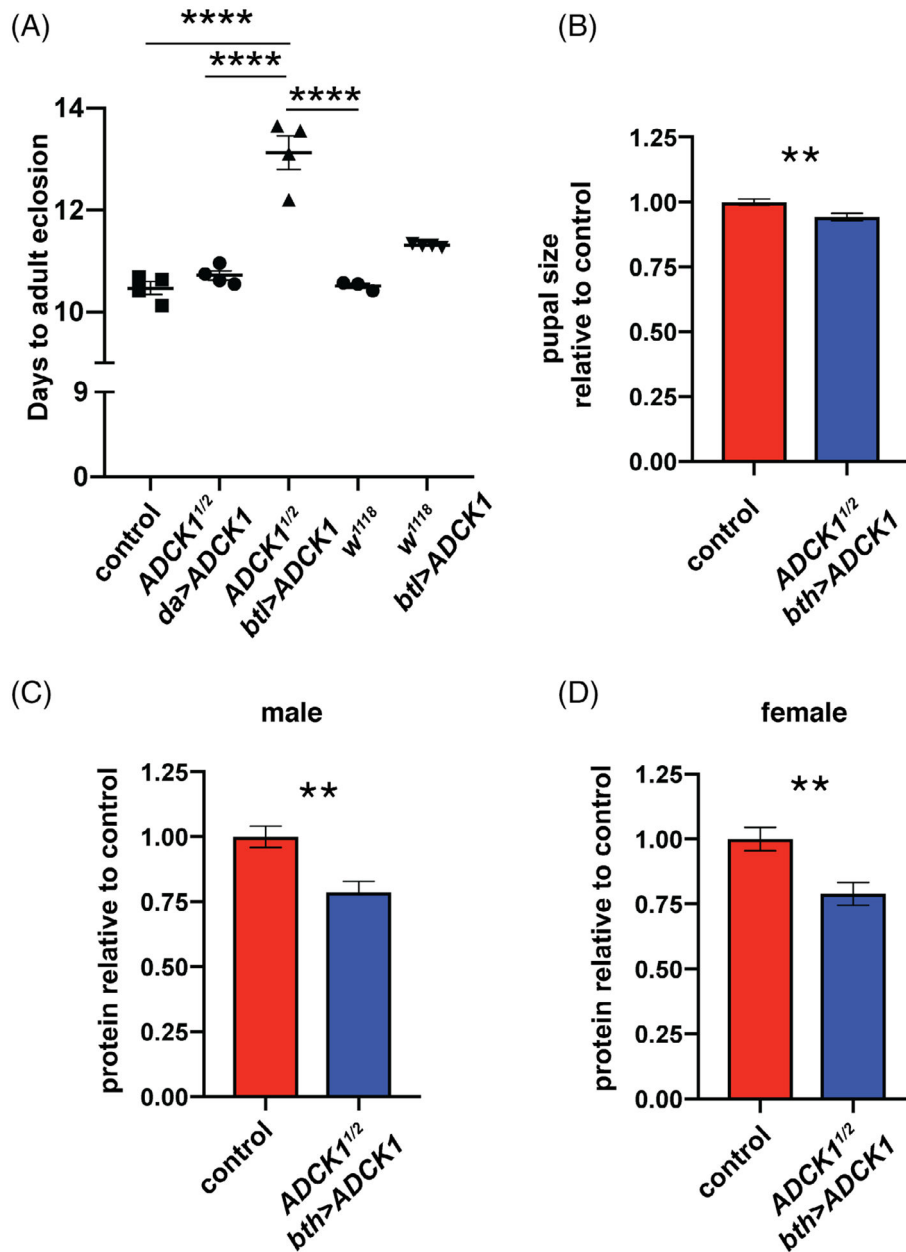 (A)
****
****
****
Days to adult eclosion
14
12
10
9
0
control
ADCK1^1/2
da>ADCK1
ADCK1^1/2
btl>ADCK1
w^1118
w^1118
btl>ADCK1
(B)
**
pupal size
relative to control
1.25
1.00
0.75
0.50
0.25
0.00
control
ADCK1^1/2
bth>ADCK1
(C)
male
**
protein relative to control
1.25
1.00
0.75
0.50
0.25
0.00
control
ADCK1^1/2
bth>ADCK1
(D)
female
**
protein relative to control
1.25
1.00
0.75
0.50
0.25
0.00
control
ADCK1^1/2
bth>ADCK1